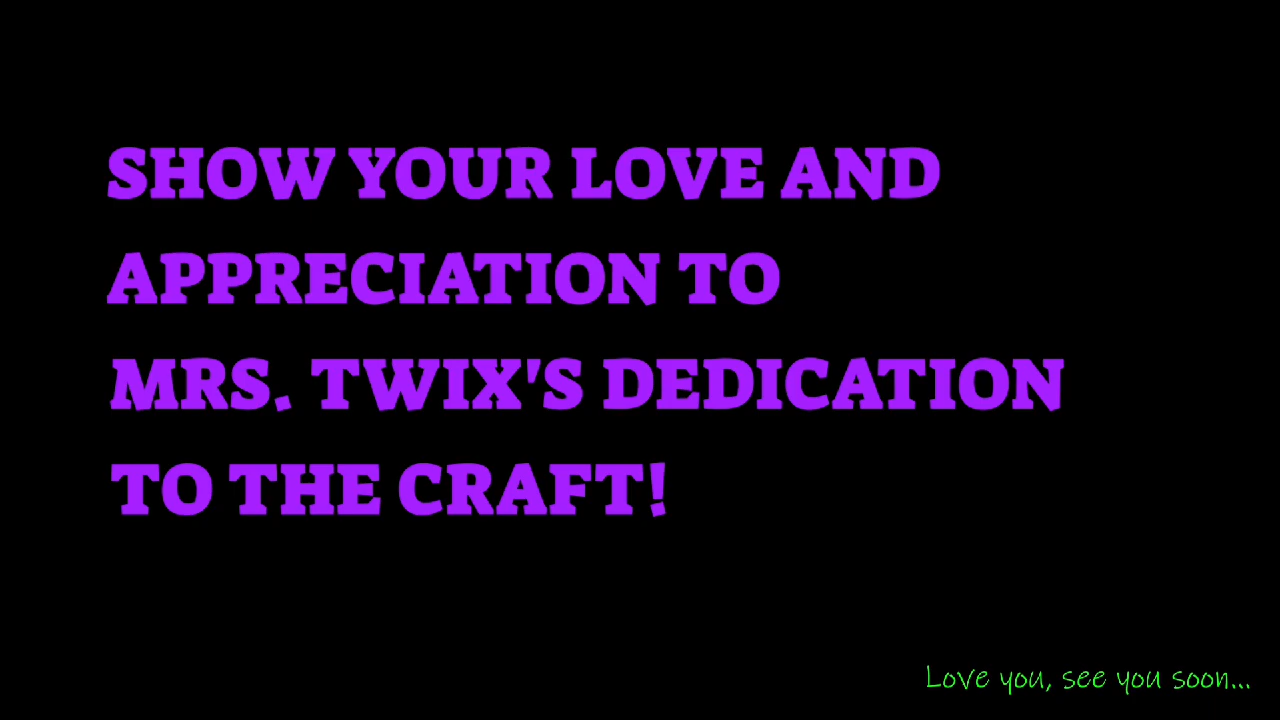 SHOW YOUR LOVE AND
APPRECIATION TO
MRS. TWIX'S DEDICATION
TO THE CRAFT!
Love you, see you soon...